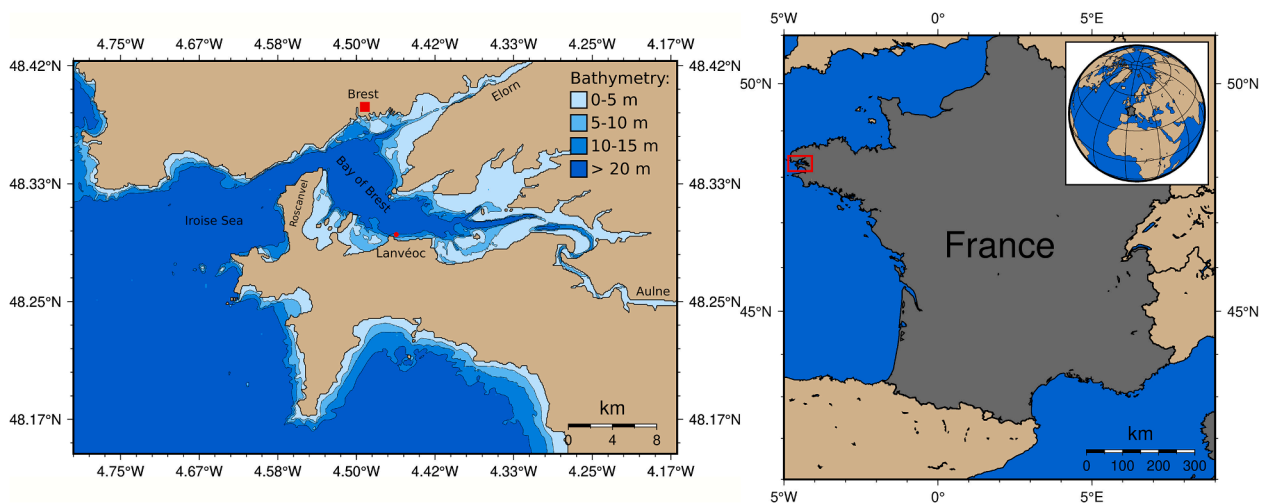 4.75°W 4.67°W 4.58°W 4.50°W 4.42°W 4.33°W 4.25°W 4.17°W
48.42°N
48.33°N
48.25°N
48.17°N
Bathymetry:
0-5 m
5-10 m
10-15 m
> 20 m
Brest
Elorn
Bay of Brest
Roscanvel
Iroise Sea
Lanvéoc
Aulne
km
0 4 8
48.42°N
48.33°N
48.25°N
48.17°N
4.75°W 4.67°W 4.58°W 4.50°W 4.42°W 4.33°W 4.25°W 4.17°W
5°W 0° 5°E
50°N
45°N
France
km
0 100 200 300
50°N
45°N
5°W 0° 5°E